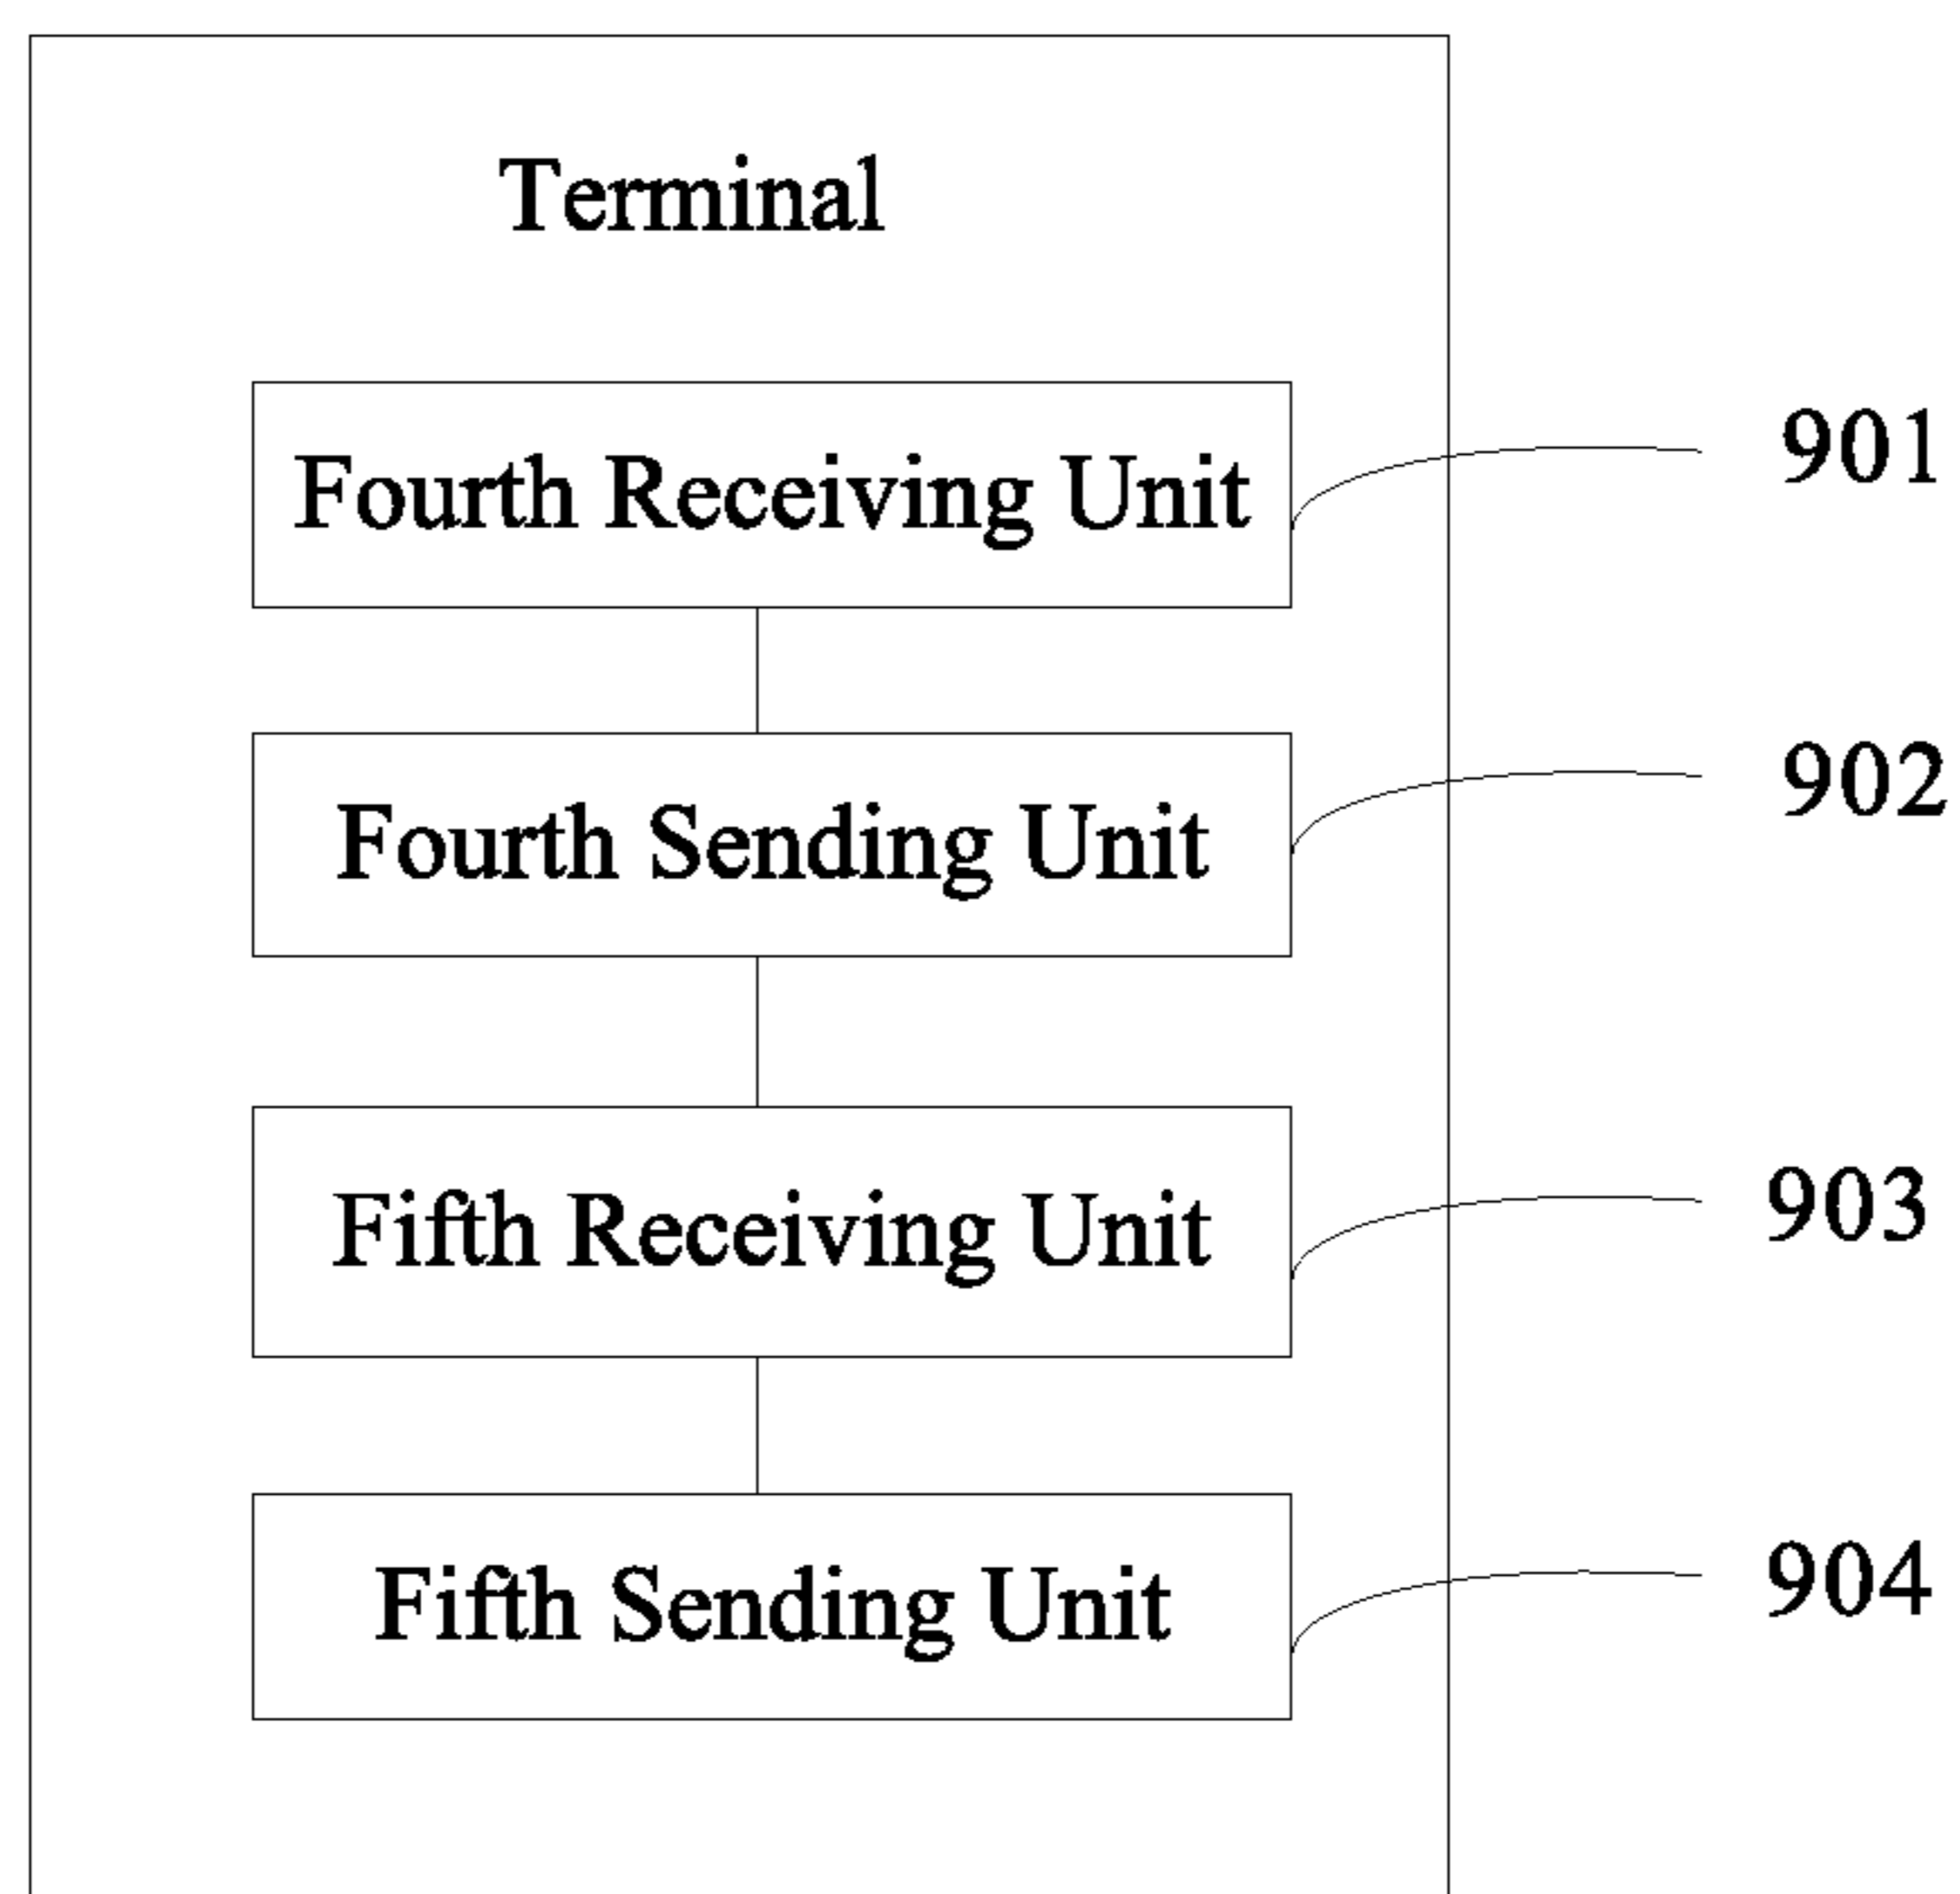 Terminal
Fourth Receiving Unit
901
Fourth Sending Unit
902
Fifth Receiving Unit
903
Fifth Sending Unit
904